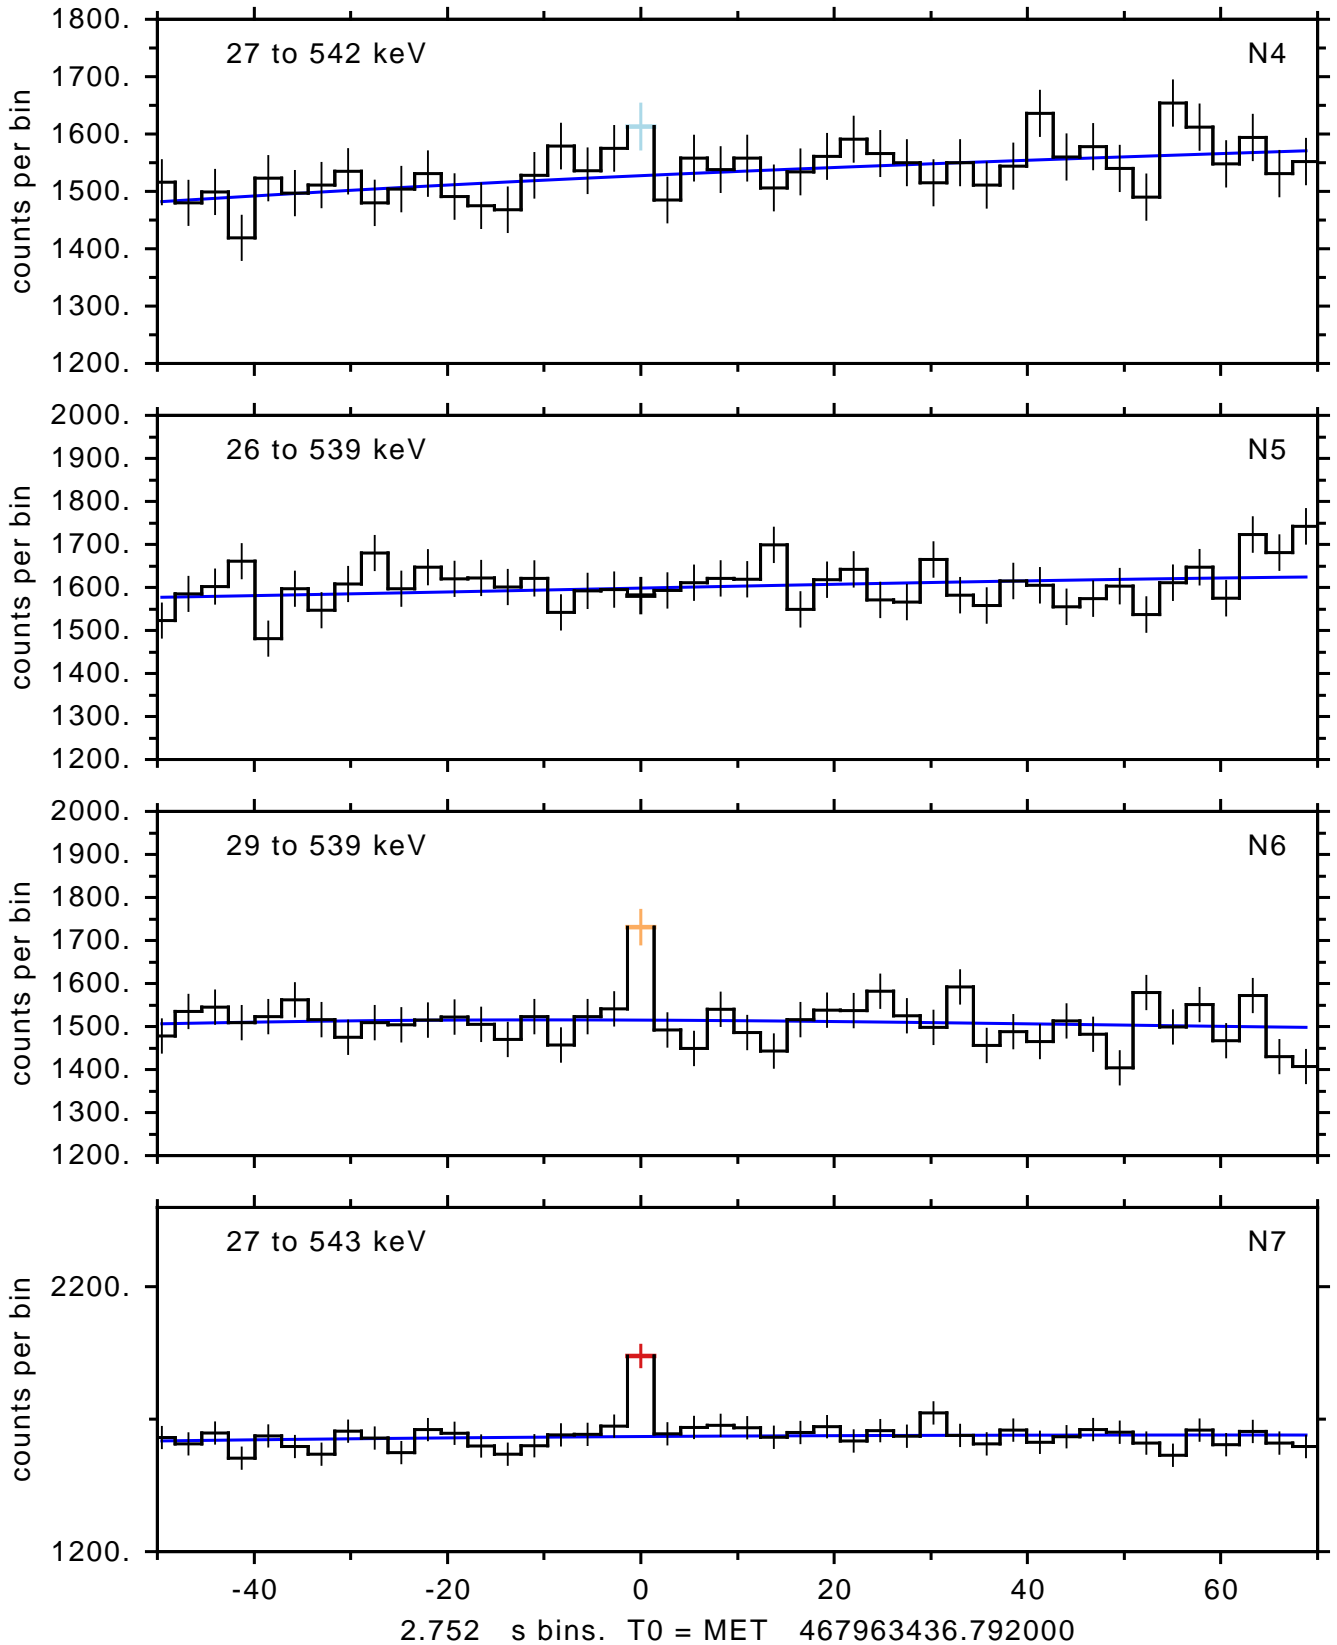 1800.
27 to 542 keV N4
1700.
1600.
1500.
1400.
1300.
1200.
counts per bin
2000.
26 to 539 keV N5
1900.
1800.
1700.
1600.
1500.
1400.
1300.
1200.
counts per bin
2000.
29 to 539 keV N6
1900.
1800.
1700.
1600.
1500.
1400.
1300.
1200.
counts per bin
27 to 543 keV N7
2200.
1200.
counts per bin
-40 -20 0 20 40 60
2.752 s bins. T0 = MET 467963436.792000